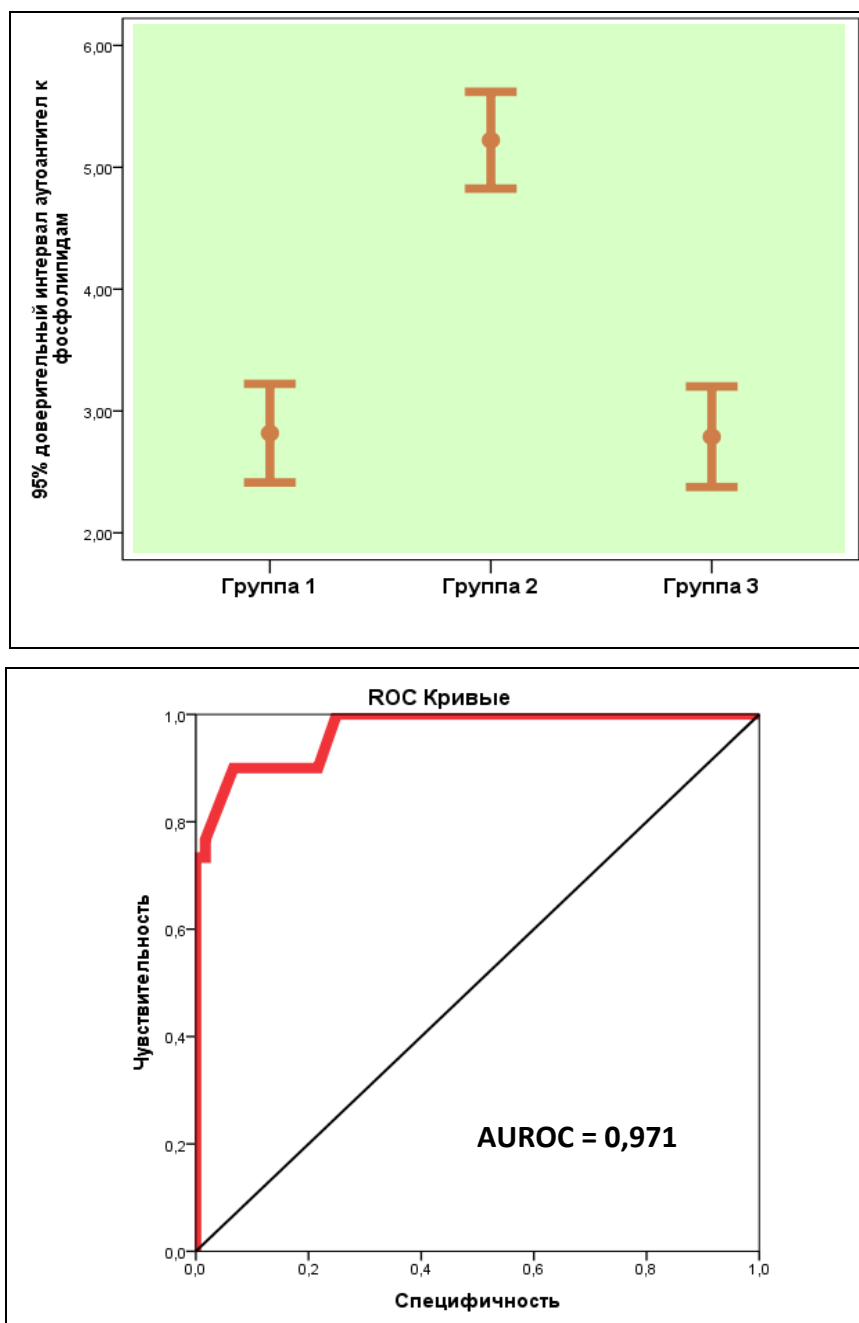 95% доверительный интервал аутоантител к
фосфолипидам
6,00
5,00
4,00
3,00
2,00
Группа 1
Группа 2
Группа 3
ROC Кривые
Чувствительность
1,0
0,8
0,6
0,4
0,2
0,0
AUROC = 0,971
0,0
0,2
0,4
0,6
0,8
1,0
Специфичность